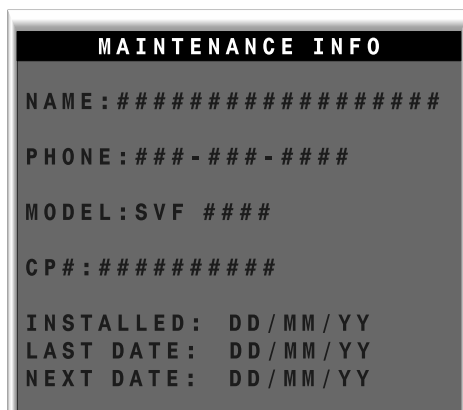 MAINTENANCE INFO
NAME:##################
PHONE:###-###-####
MODEL:SVF ####
CP#:##########
INSTALLED: DD/MM/YY
LAST DATE: DD/MM/YY
NEXT DATE: DD/MM/YY